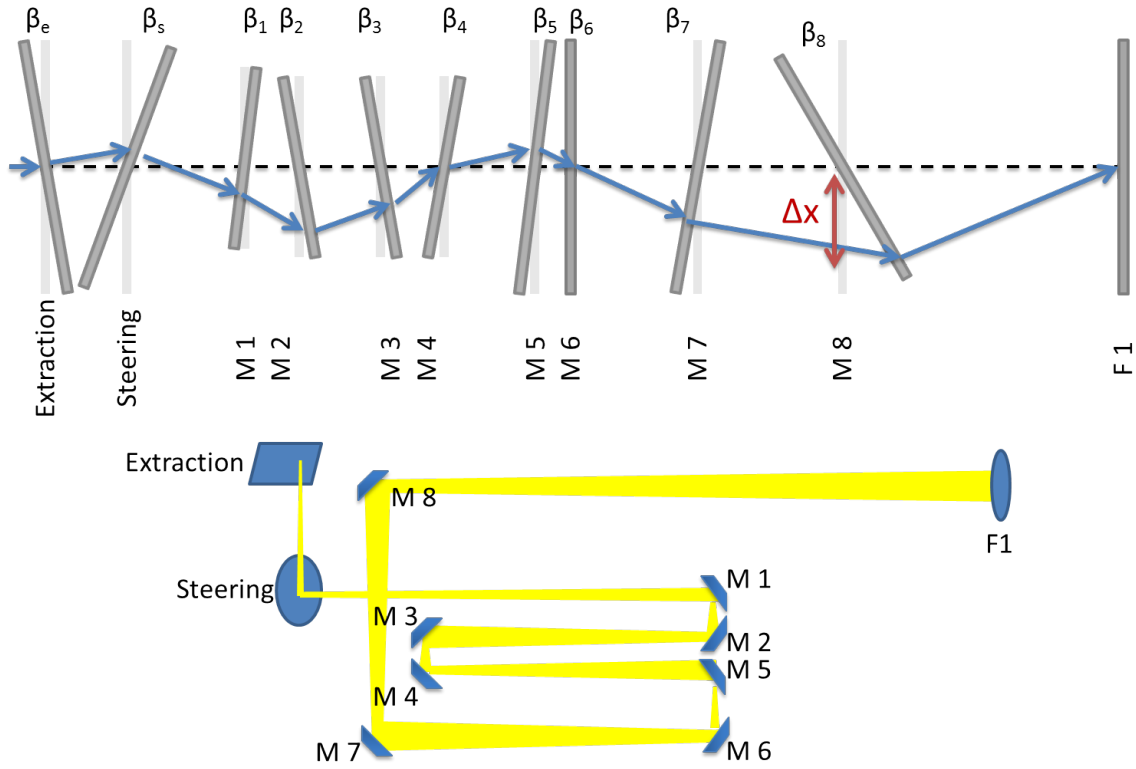 βe βs β1 β2 β3 β4 β5 β6 β7 β8
Δx
Extraction
Steering
M 1
M 2
M 3
M 4
M 5
M 6
M 7
M 8
F 1
Extraction
M 8
F1
Steering
M 1
M 3
M 2
M 5
M 4
M 7
M 6